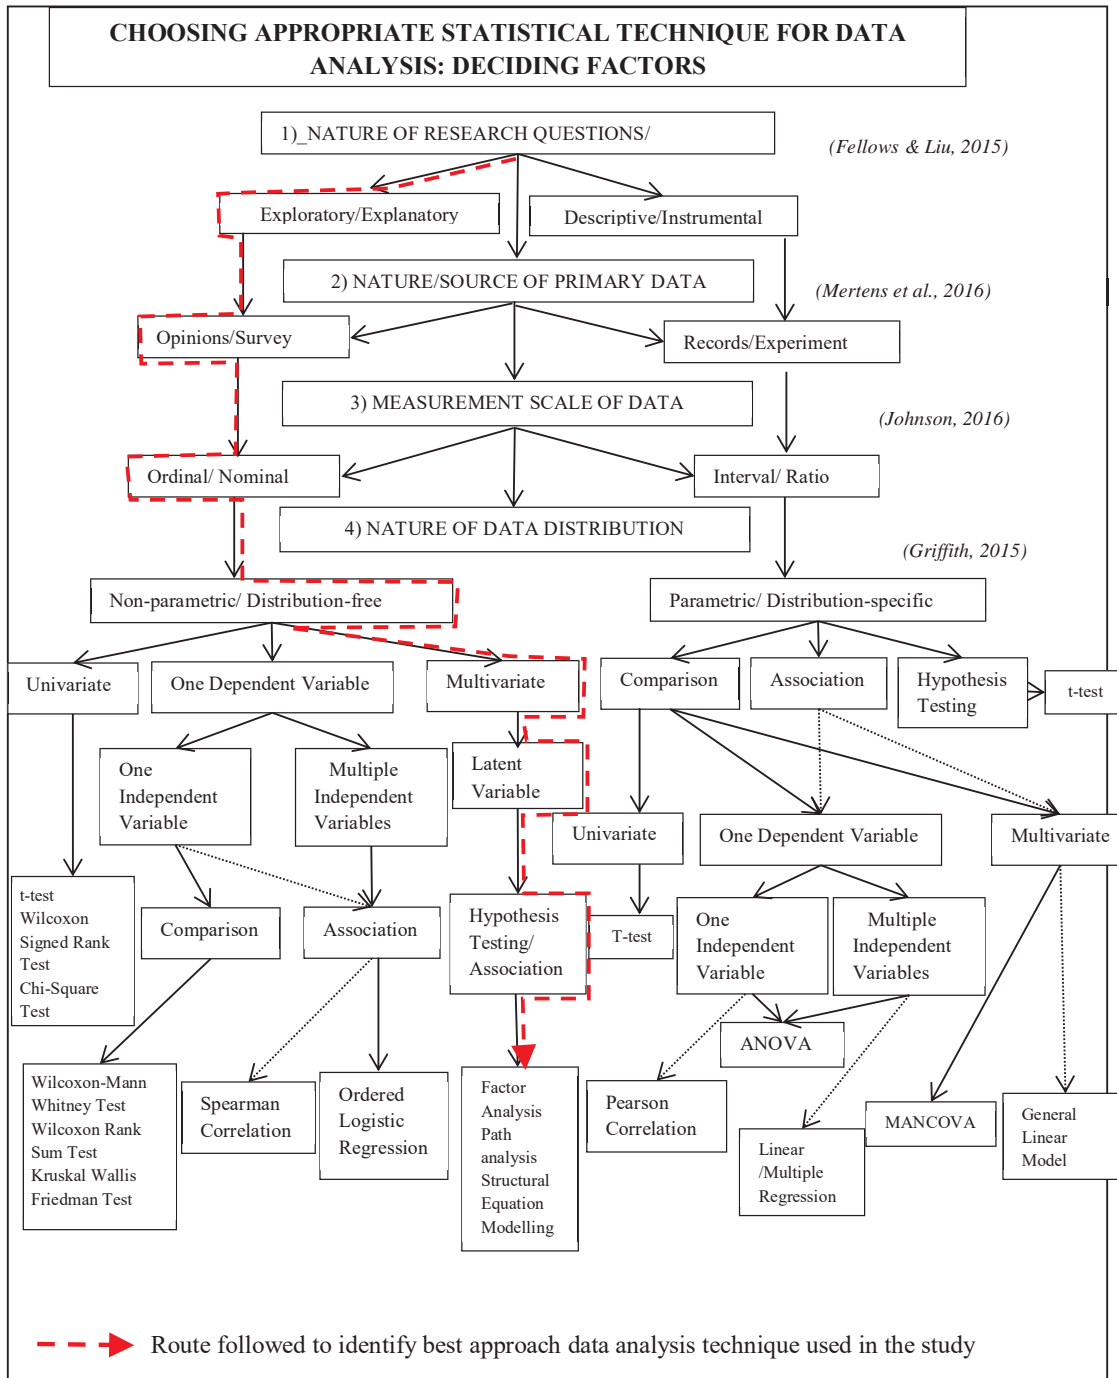 CHOOSING APPROPRIATE STATISTICAL TECHNIQUE FOR DATA
ANALYSIS: DECIDING FACTORS
1)_NATURE OF RESEARCH QUESTIONS/
(Fellows & Liu, 2015)
Exploratory/Explanatory
Descriptive/Instrumental
2) NATURE/SOURCE OF PRIMARY DATA
(Mertens et al., 2016)
Opinions/Survey
Records/Experiment
3) MEASUREMENT SCALE OF DATA
(Johnson, 2016)
Ordinal/ Nominal
Interval/ Ratio
4) NATURE OF DATA DISTRIBUTION
(Griffith, 2015)
Non-parametric/ Distribution-free
Parametric/ Distribution-specific
Univariate
One Dependent Variable
Multivariate
Comparison
Association
Hypothesis
Testing
t-test
One
Independent
Variable
Multiple
Independent
Variables
Latent
Variable
Univariate
One Dependent Variable
Multivariate
t-test
Wilcoxon
Signed Rank
Test
Chi-Square
Test
Comparison
Association
Hypothesis
Testing/
Association
T-test
One
Independent
Variable
Multiple
Independent
Variables
ANOVA
Wilcoxon-Mann
Whitney Test
Wilcoxon Rank
Sum Test
Kruskal Wallis
Friedman Test
Spearman
Correlation
Ordered
Logistic
Regression
Factor
Analysis
Path
analysis
Structural
Equation
Modelling
Pearson
Correlation
Linear
/Multiple
Regression
MANCOVA
General
Linear
Model
Route followed to identify best approach data analysis technique used in the study